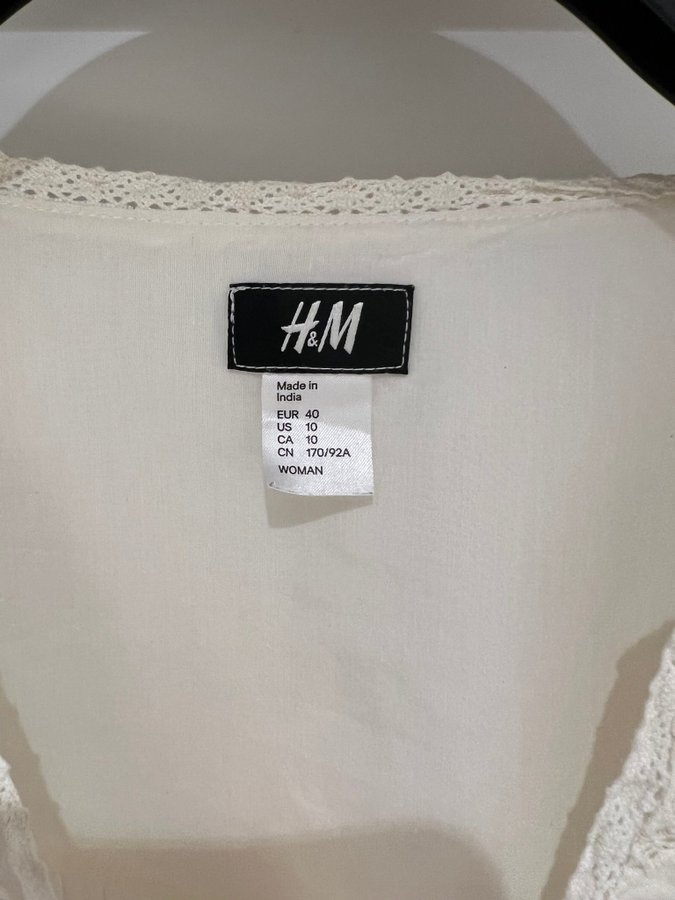 H&M
Made in
India
EUR 40
US 10
CA 10
CN 170/92A
WOMAN